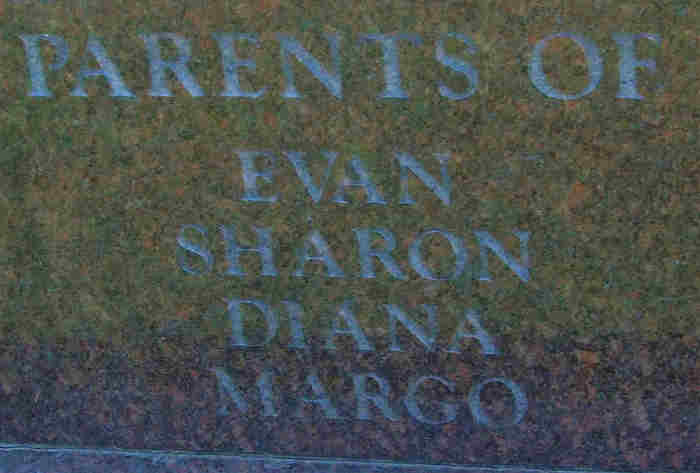 PARENTS OF
EVAN
SHARON
DIANA
MARGO